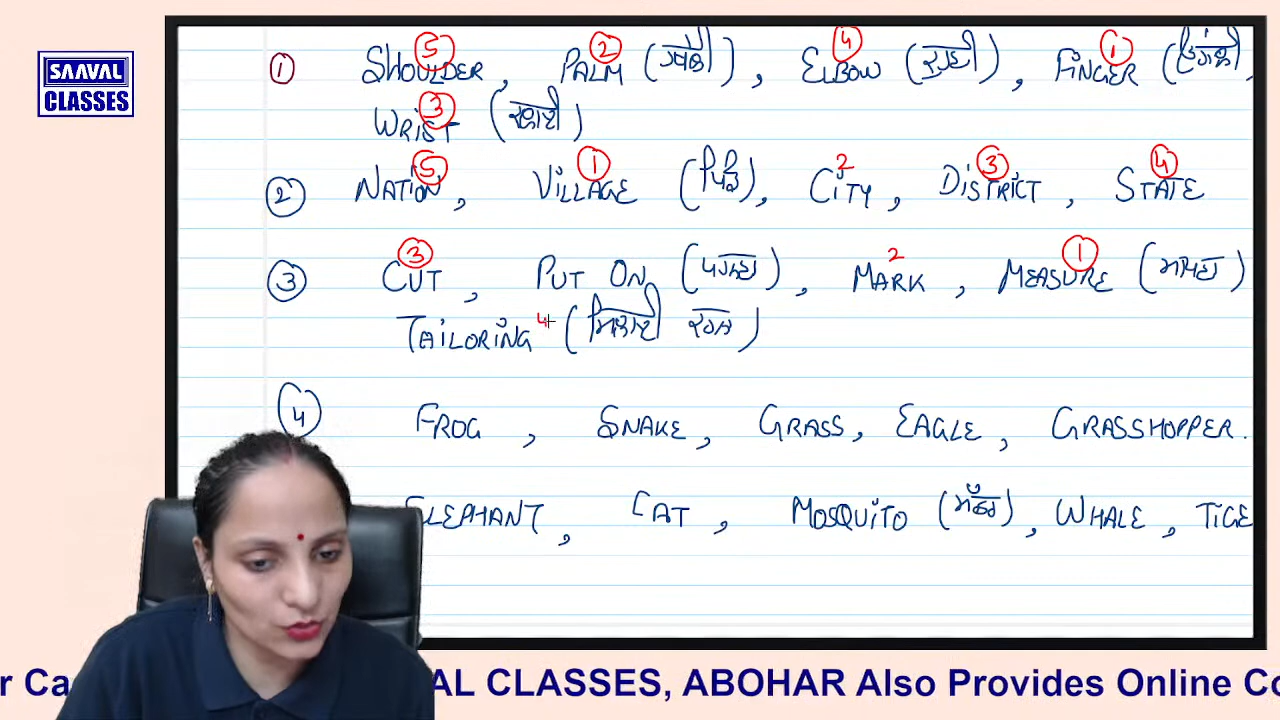 SAAVAL
CLASSES
① SHOULDER ⑤, PALM ② (ਹਥੇਲੀ), ELBOW ④ (ਕੂਹਣੀ), FINGER ① (ਉਂਗਲੀ,
WRIST ③ (ਕਲਾਈ)
② NATION ⑤, VILLAGE ① (ਪਿੰਡ), CITY 2, DISTRICT ③, STATE ④
③ CUT ③, PUT ON (ਪਹਨਣਾ), MARK 2, MEASURE ① (ਮਾਪਣਾ)
TAILORING 4 (ਸਿਲਾਈ ਕਰਨਾ)
④ FROG, SNAKE, GRASS, EAGLE, GRASSHOPPER.
ELEPHANT, CAT, MOSQUITO (ਮੱਛਰ), WHALE, TIGE
r Ca AL CLASSES, ABOHAR Also Provides Online Co